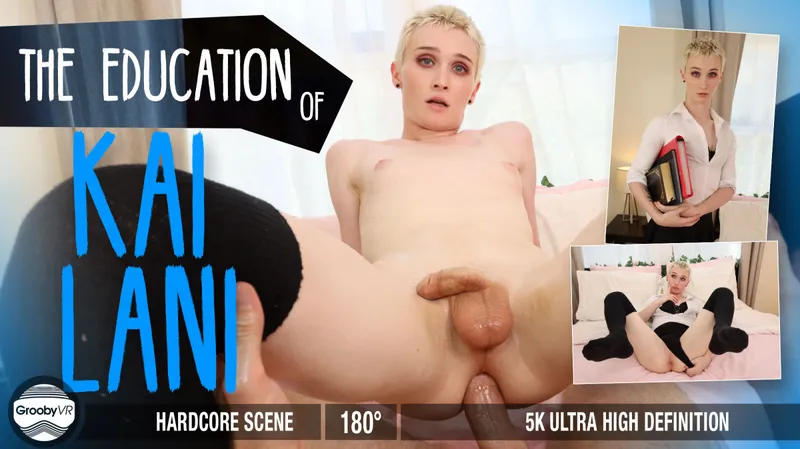 THE EDUCATION
OF
KAI
LANI
GroobyVR
HARDCORE SCENE
180°
5K ULTRA HIGH DEFINITION